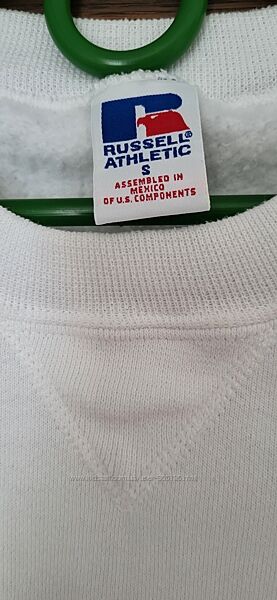 RUSSELL®
ATHLETIC
S
ASSEMBLED IN
MEXICO
OF U.S. COMPONENTS